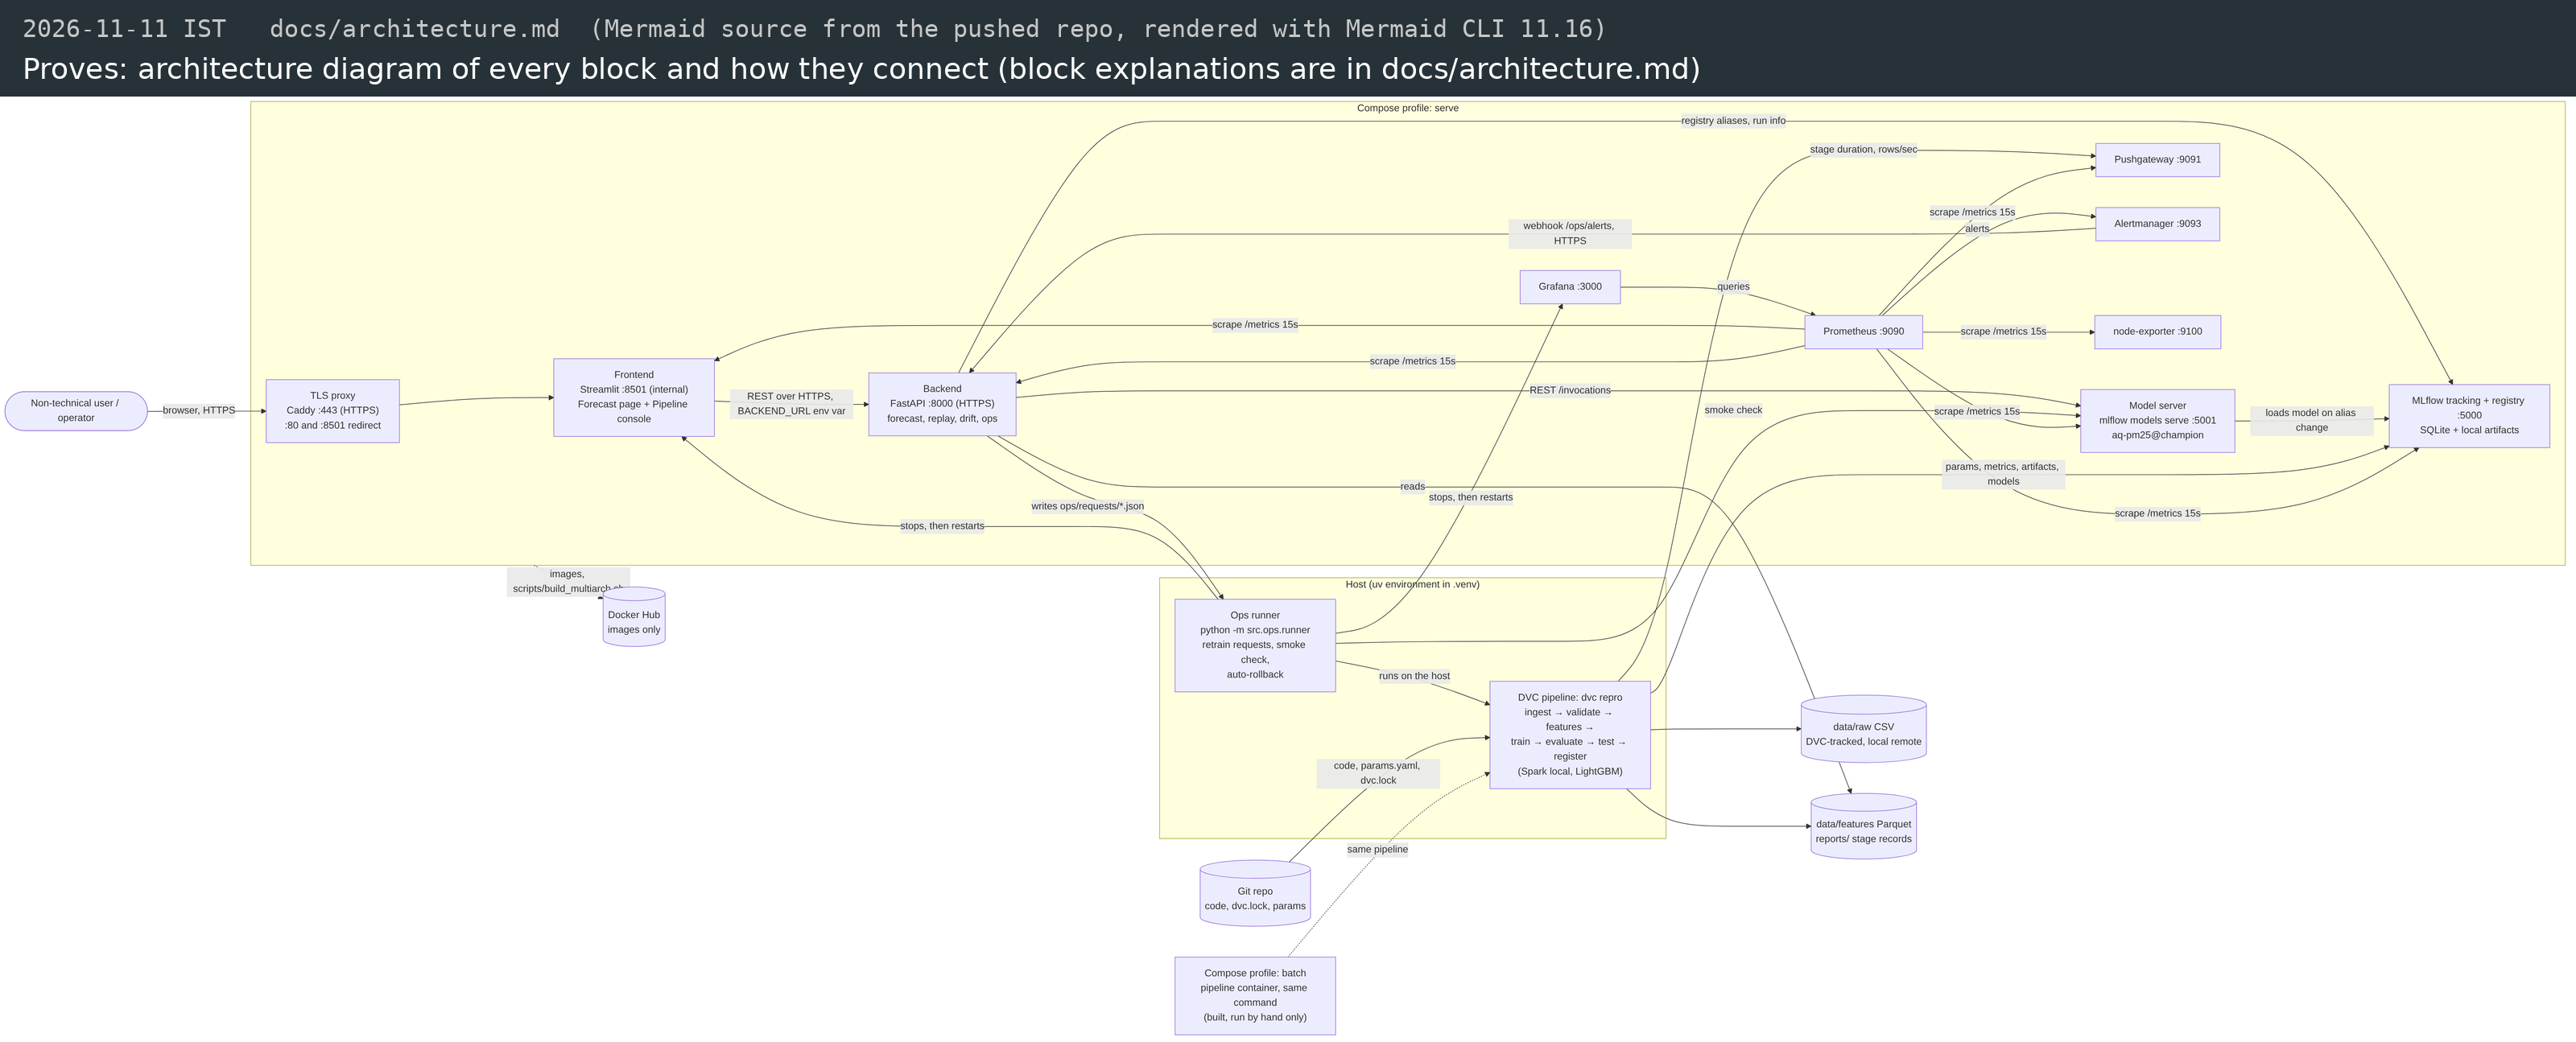 2026-11-11 IST   docs/architecture.md  (Mermaid source from the pushed repo, rendered with Mermaid CLI 11.16)
Proves: architecture diagram of every block and how they connect (block explanations are in docs/architecture.md)
Compose profile: serve
registry aliases, run info
stage duration, rows/sec
Pushgateway :9091
scrape /metrics 15s
alerts
Alertmanager :9093
webhook /ops/alerts,
HTTPS
Grafana :3000
queries
scrape /metrics 15s
Prometheus :9090
scrape /metrics 15s
node-exporter :9100
scrape /metrics 15s
Non-technical user /
operator
browser, HTTPS
TLS proxy
Caddy :443 (HTTPS)
:80 and :8501 redirect
Frontend
Streamlit :8501 (internal)
Forecast page + Pipeline
console
REST over HTTPS,
BACKEND_URL env var
Backend
FastAPI :8000 (HTTPS)
forecast, replay, drift, ops
REST /invocations
smoke check
scrape /metrics 15s
Model server
mlflow models serve :5001
aq-pm25@champion
loads model on alias
change
MLflow tracking + registry
:5000
SQLite + local artifacts
params, metrics, artifacts,
models
reads
stops, then restarts
writes ops/requests/*.json
scrape /metrics 15s
stops, then restarts
images,
scripts/build_multiarch.sh
Docker Hub
images only
Host (uv environment in .venv)
Ops runner
python -m src.ops.runner
retrain requests, smoke
check,
auto-rollback
runs on the host
DVC pipeline: dvc repro
ingest → validate →
features →
train → evaluate → test →
register
(Spark local, LightGBM)
data/raw CSV
DVC-tracked, local remote
code, params.yaml,
dvc.lock
data/features Parquet
reports/ stage records
same pipeline
Git repo
code, dvc.lock, params
Compose profile: batch
pipeline container, same
command
(built, run by hand only)